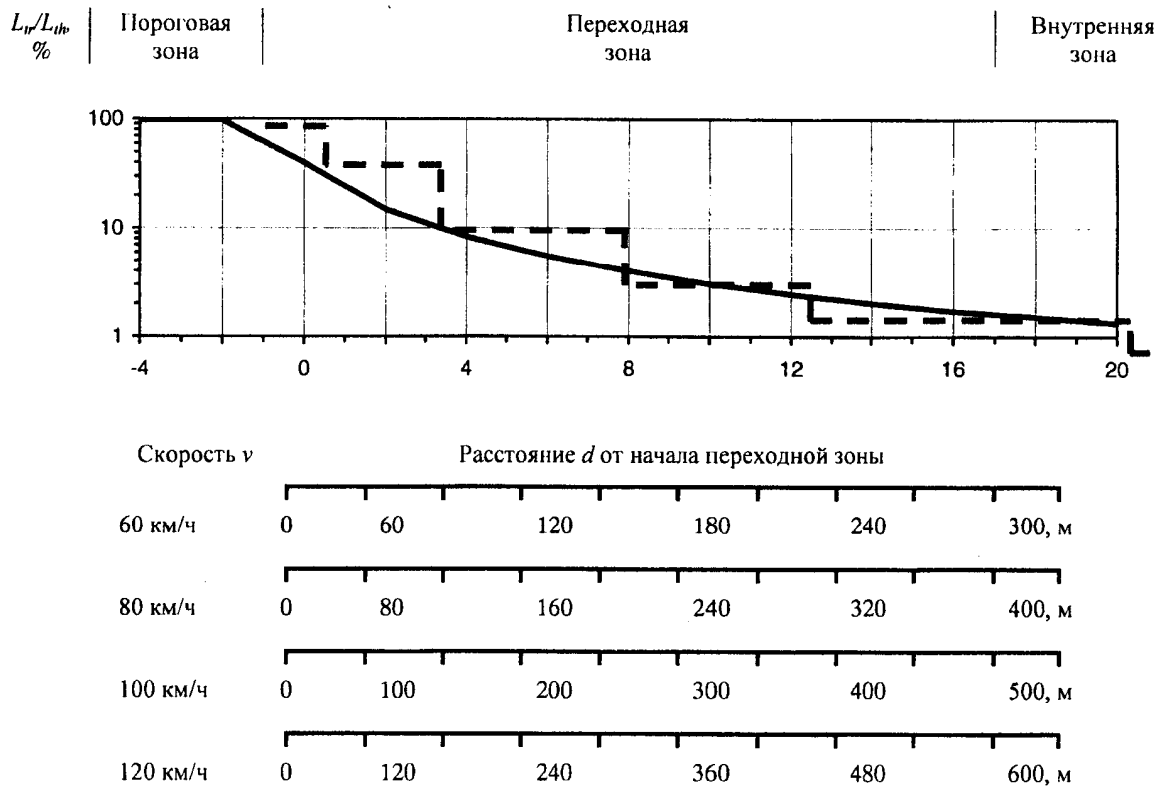 Ltr/Lth, Пороговая Переходная Внутренняя
% зона зона зона
100
10
1
-4 0 4 8 12 16 20
Скорость v Расстояние d от начала переходной зоны
60 км/ч 0 60 120 180 240 300, м
80 км/ч 0 80 160 240 320 400, м
100 км/ч 0 100 200 300 400 500, м
120 км/ч 0 120 240 360 480 600, м